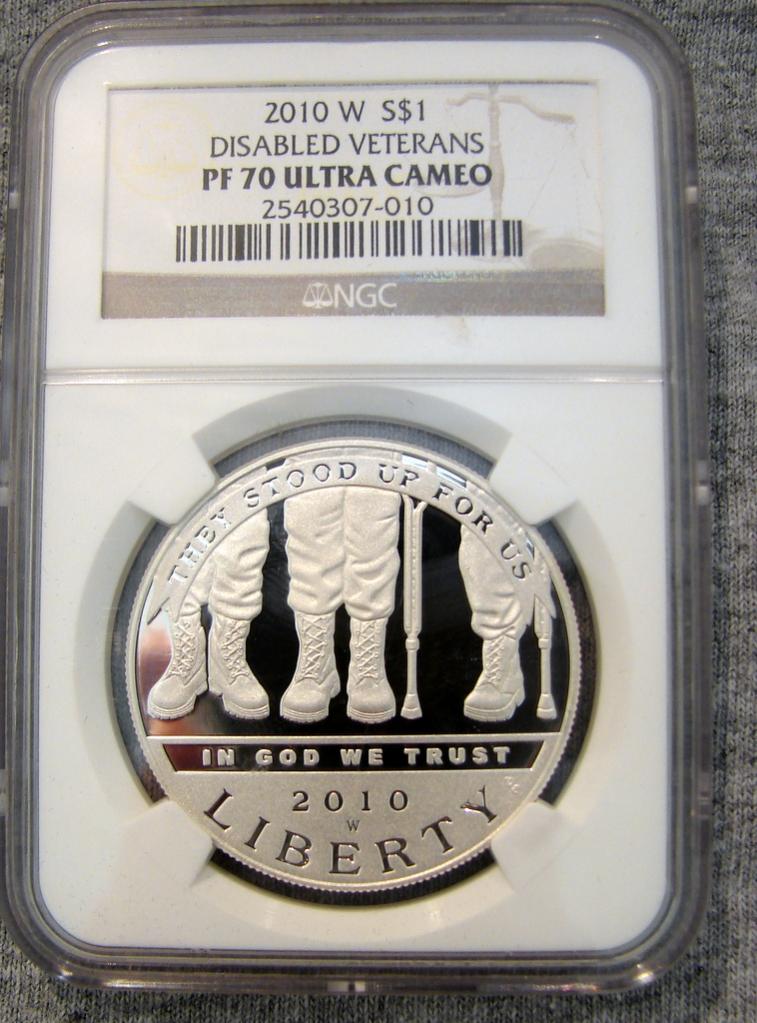 2010 W S$1
DISABLED VETERANS
PF 70 ULTRA CAMEO
2540307-010
NGC
THEY STOOD UP FOR US
IN GOD WE TRUST
2010
W
LIBERTY